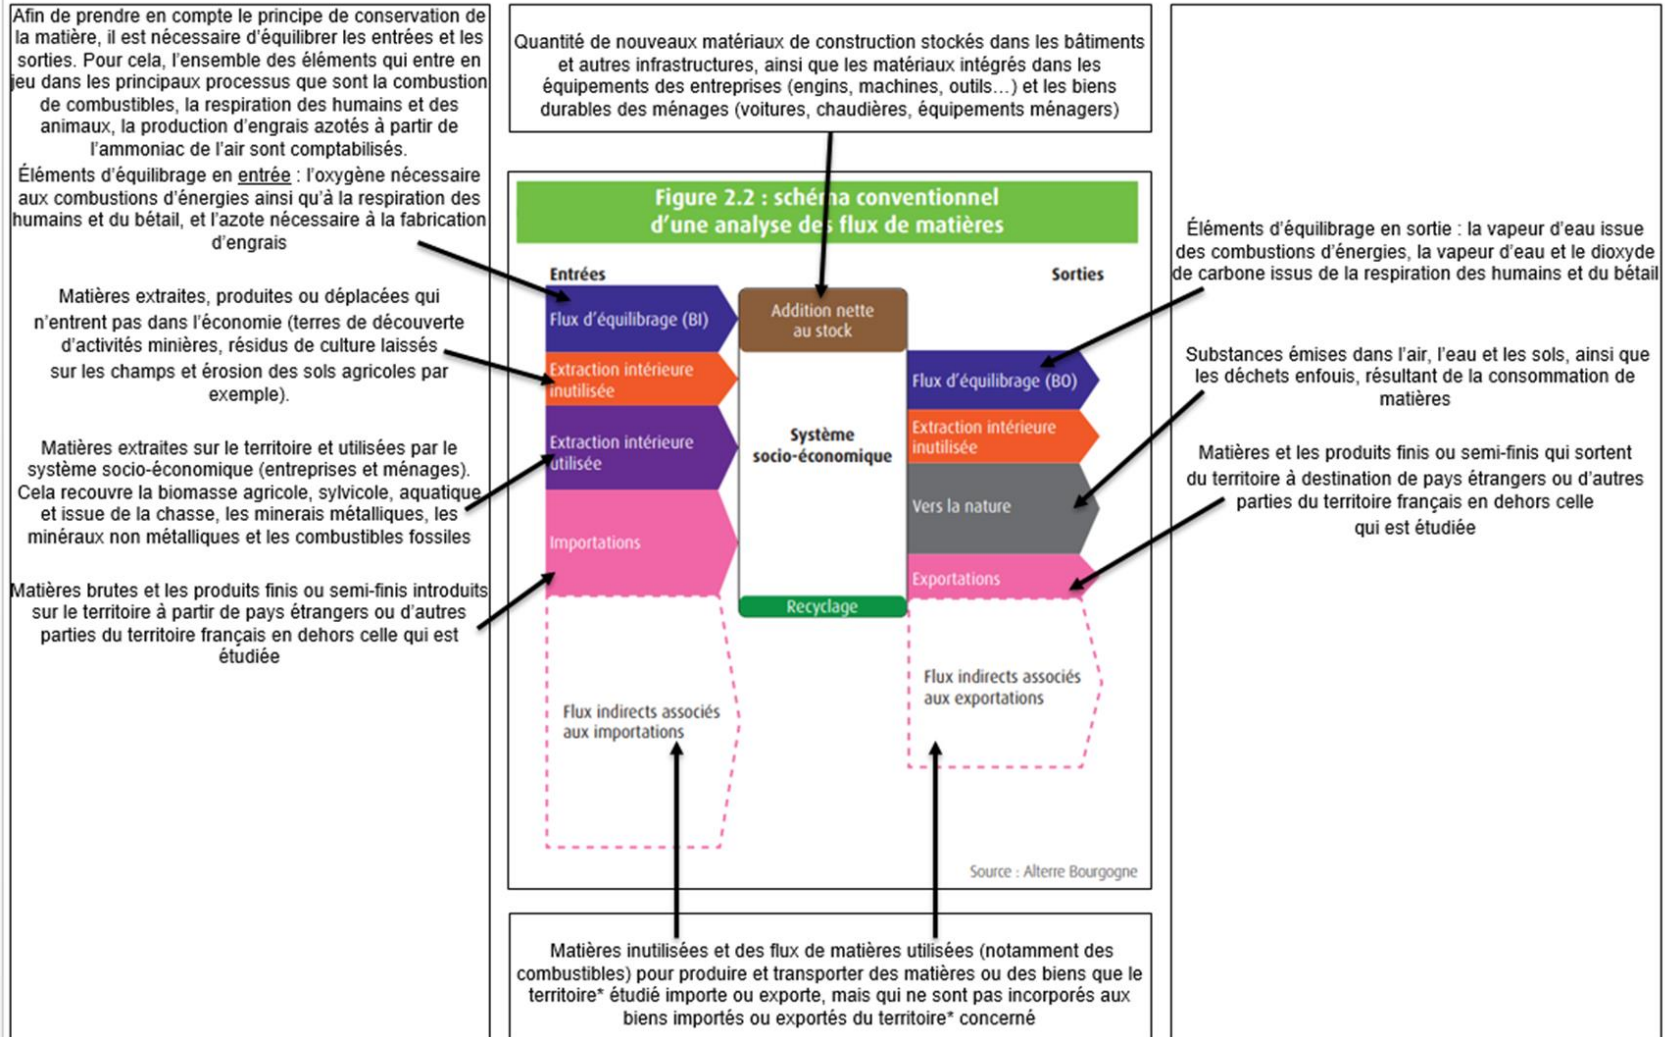 Afin de prendre en compte le principe de conservation de
la matière, il est nécessaire d'équilibrer les entrées et les
sorties. Pour cela, l'ensemble des éléments qui entre en
jeu dans les principaux processus que sont la combustion
de combustibles, la respiration des humains et des
animaux, la production d'engrais azotés à partir de
l'ammoniac de l'air sont comptabilisés.
Éléments d'équilibrage en entrée : l'oxygène nécessaire
aux combustions d'énergies ainsi qu'à la respiration des
humains et du bétail, et l'azote nécessaire à la fabrication
d'engrais
Matières extraites, produites ou déplacées qui
n'entrent pas dans l'économie (terres de découverte
d'activités minières, résidus de culture laissés
sur les champs et érosion des sols agricoles par
exemple).
Matières extraites sur le territoire et utilisées par le
système socio-économique (entreprises et ménages).
Cela recouvre la biomasse agricole, sylvicole, aquatique
et issue de la chasse, les minerais métalliques, les
minéraux non métalliques et les combustibles fossiles
Matières brutes et les produits finis ou semi-finis introduits
sur le territoire à partir de pays étrangers ou d'autres
parties du territoire français en dehors celle qui est
étudiée
Quantité de nouveaux matériaux de construction stockés dans les bâtiments
et autres infrastructures, ainsi que les matériaux intégrés dans les
équipements des entreprises (engins, machines, outils…) et les biens
durables des ménages (voitures, chaudières, équipements ménagers)
Figure 2.2 : schéma conventionnel
d'une analyse des flux de matières
Entrées
Sorties
Flux d'équilibrage (BI)
Extraction intérieure
inutilisée
Extraction intérieure
utilisée
Importations
Flux indirects associés
aux importations
Addition nette
au stock
Système
socio-économique
Recyclage
Flux d'équilibrage (BO)
Extraction intérieure
inutilisée
Vers la nature
Exportations
Flux indirects associés
aux exportations
Source : Alterre Bourgogne
Matières inutilisées et des flux de matières utilisées (notamment des
combustibles) pour produire et transporter des matières ou des biens que le
territoire* étudié importe ou exporte, mais qui ne sont pas incorporés aux
biens importés ou exportés du territoire* concerné
Éléments d'équilibrage en sortie : la vapeur d'eau issue
des combustions d'énergies, la vapeur d'eau et le dioxyde
de carbone issus de la respiration des humains et du bétail
Substances émises dans l'air, l'eau et les sols, ainsi que
les déchets enfouis, résultant de la consommation de
matières
Matières et les produits finis ou semi-finis qui sortent
du territoire à destination de pays étrangers ou d'autres
parties du territoire français en dehors celle
qui est étudiée